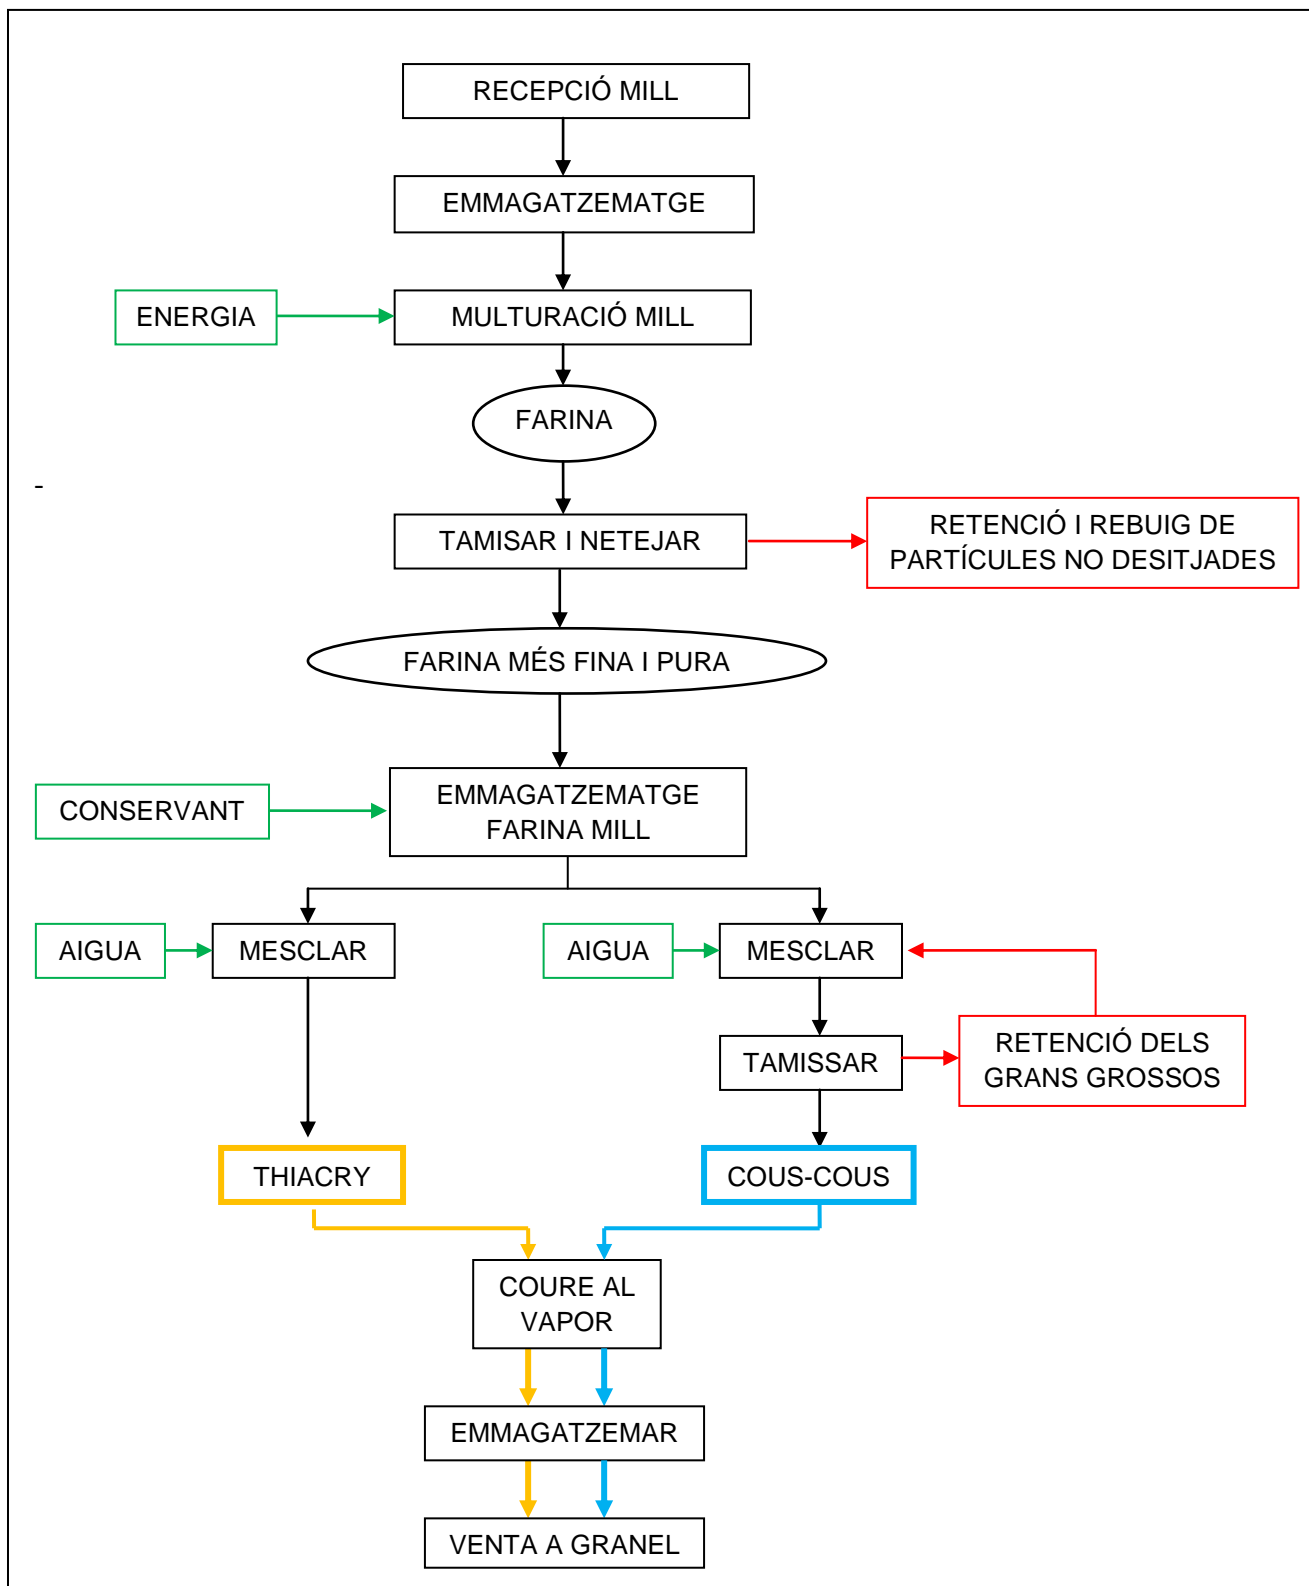 RECEPCIÓ MILL
EMMAGATZEMATGE
ENERGIA
MULTURACIÓ MILL
FARINA
-
TAMISAR I NETEJAR
RETENCIÓ I REBUIG DE
PARTÍCULES NO DESITJADES
FARINA MÉS FINA I PURA
CONSERVANT
EMMAGATZEMATGE
FARINA MILL
AIGUA
MESCLAR
AIGUA
MESCLAR
TAMISSAR
RETENCIÓ DELS
GRANS GROSSOS
THIACRY
COUS-COUS
COURE AL
VAPOR
EMMAGATZEMAR
VENTA A GRANEL